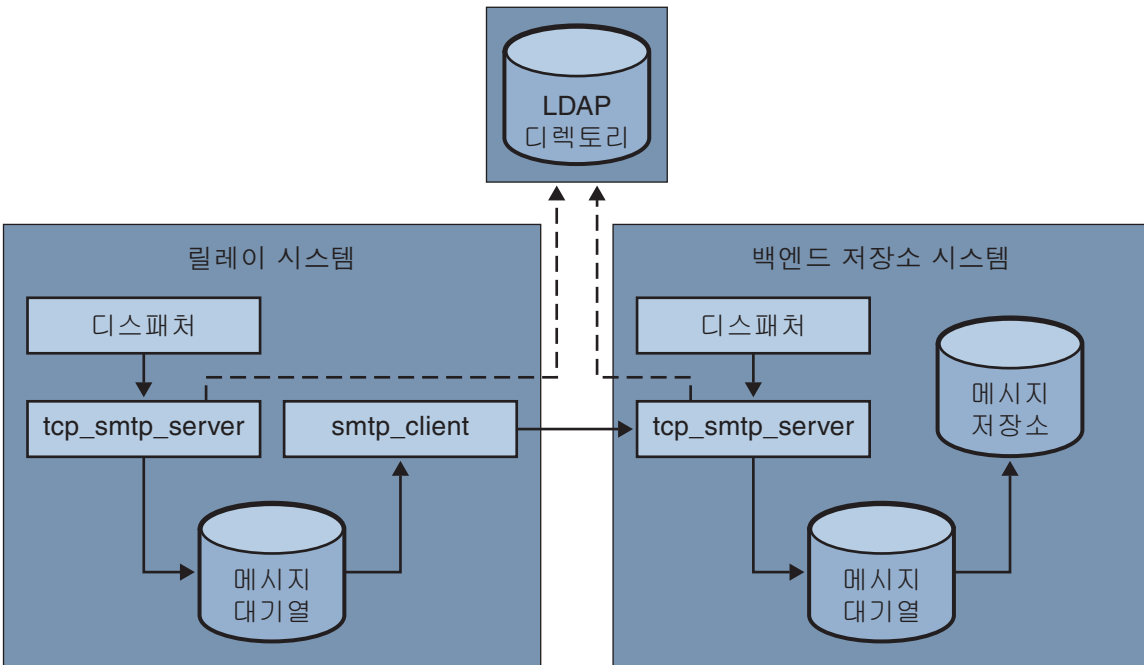 LDAP
디렉토리
릴레이 시스템
디스패처
tcp_smtp_server
smtp_client
메시지
대기열
백엔드 저장소 시스템
디스패처
tcp_smtp_server
메시지
저장소
메시지
대기열